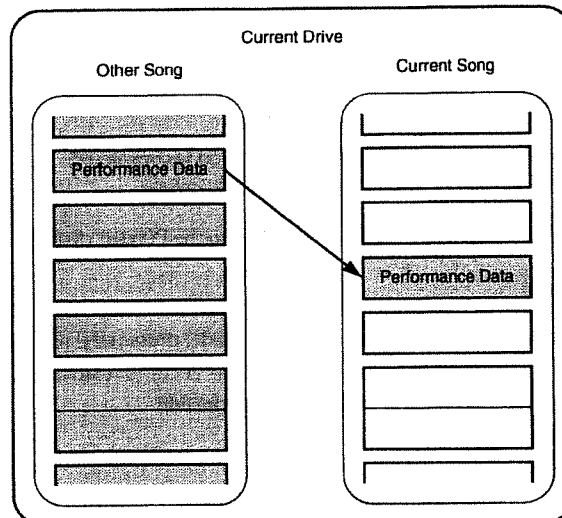 Current Drive
Other Song
Current Song
Performance Data
Performance Data